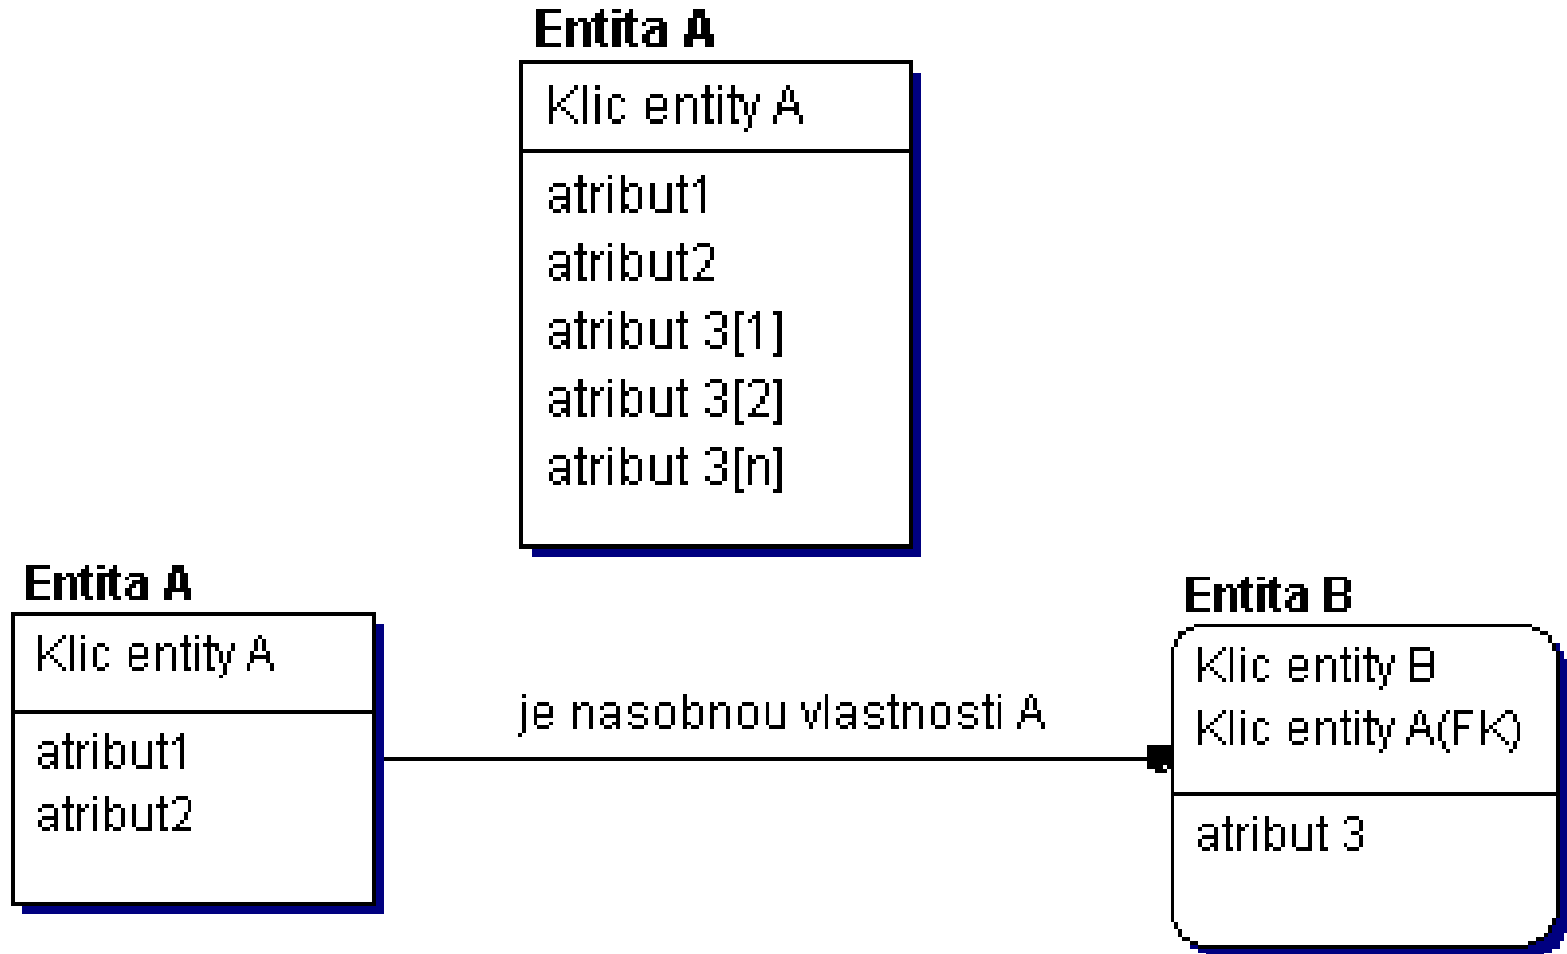 Entita A
Klic entity A
atribut1
atribut2
atribut 3[1]
atribut 3[2]
atribut 3[n]
Entita A
Klic entity A
atribut1
atribut2
je nasobnou vlastnosti A
Entita B
Klic entity B
Klic entity A(FK)
atribut 3